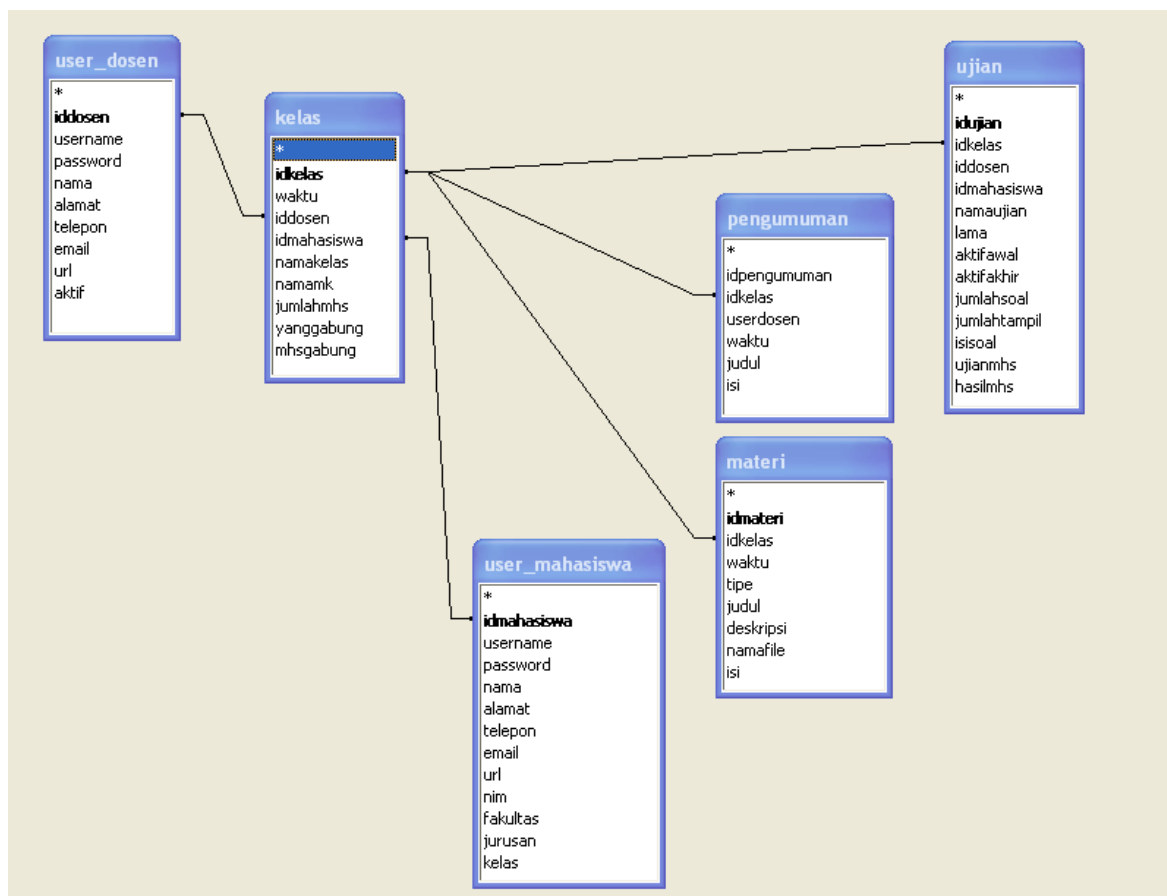 user_dosen
*
iddosen
username
password
nama
alamat
telepon
email
url
aktif
kelas
*
idkelas
waktu
iddosen
idmahasiswa
namakelas
namamk
jumlahmhs
yanggabung
mhsgabung
ujian
*
idujian
idkelas
iddosen
idmahasiswa
namaujian
lama
aktifawal
aktifakhir
jumlahsoal
jumlahtampil
isisoal
ujianmhs
hasilmhs
pengumuman
*
idpengumuman
idkelas
userdosen
waktu
judul
isi
materi
*
idmateri
idkelas
waktu
tipe
judul
deskripsi
namafile
isi
user_mahasiswa
*
idmahasiswa
username
password
nama
alamat
telepon
email
url
nim
fakultas
jurusan
kelas